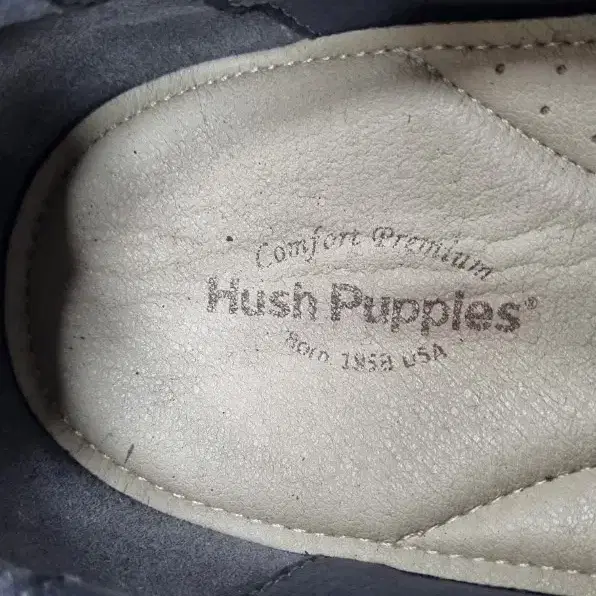 Comfort Premium
Hush Puppies®
Born 1958 USA